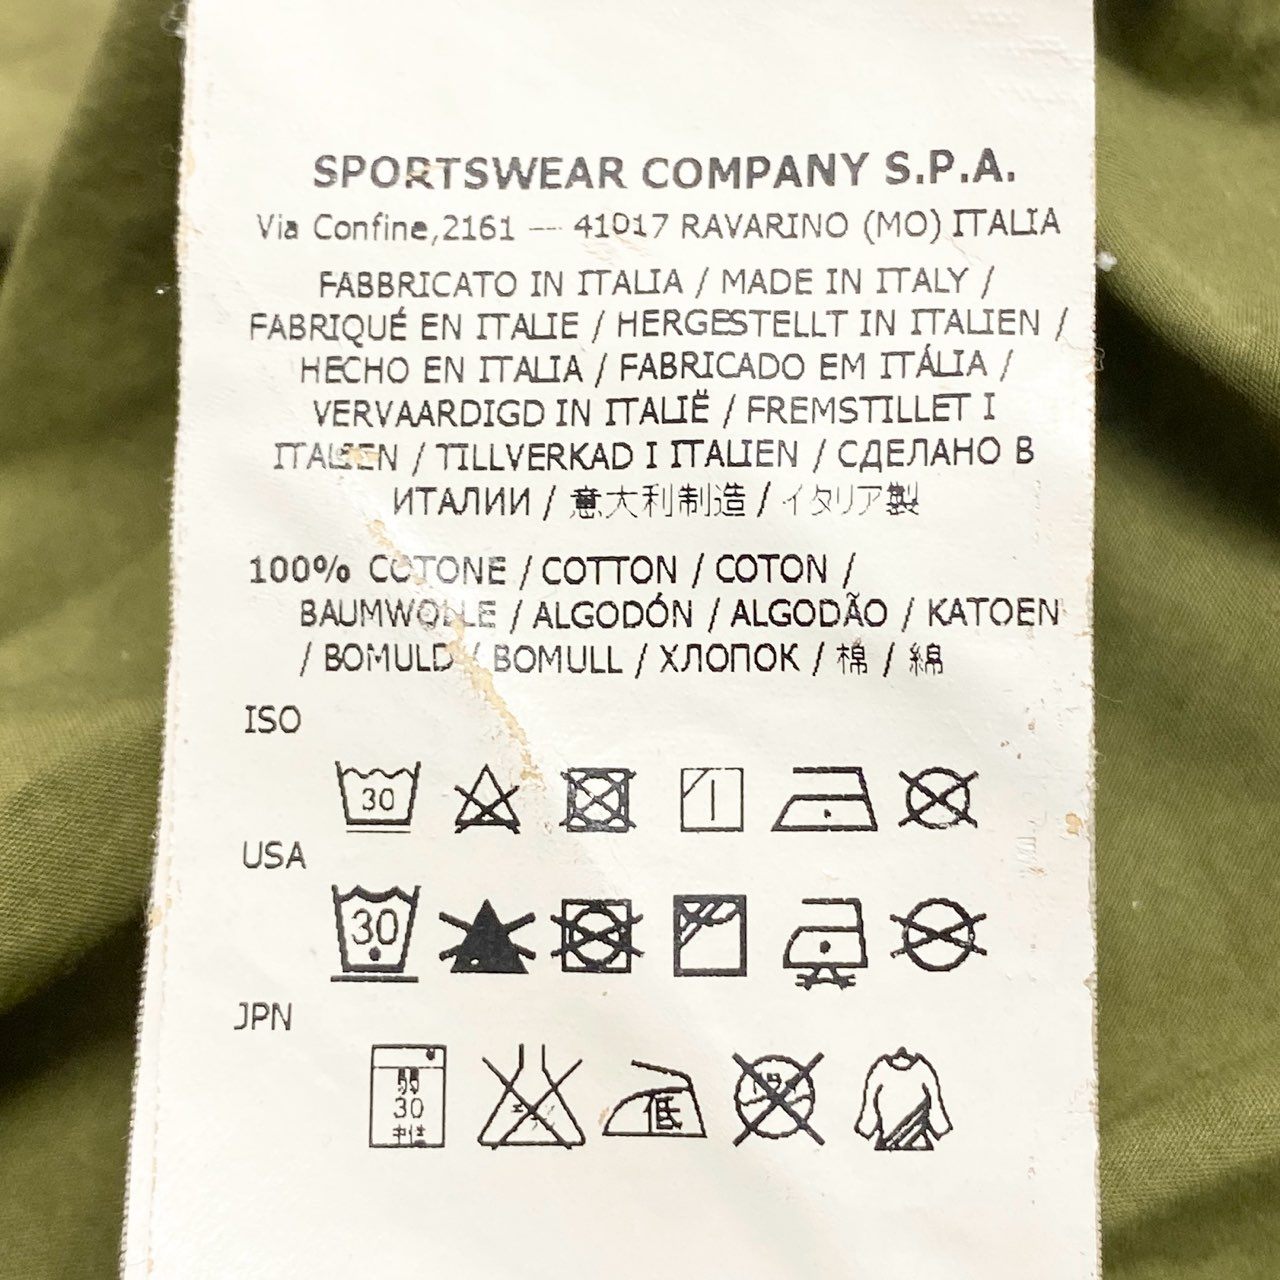 SPORTSWEAR COMPANY S.P.A.
Via Confine,2161 — 41017 RAVARINO (MO) ITALIA
FABBRICATO IN ITALIA / MADE IN ITALY /
FABRIQUÉ EN ITALIE / HERGESTELLT IN ITALIEN /
HECHO EN ITALIA / FABRICADO EM ITÁLIA /
VERVAARDIGD IN ITALIË / FREMSTILLET I
ITALIEN / TILLVERKAD I ITALIEN / СДЕЛАНО В
ИТАЛИИ / 意大利制造 / イタリア製
100% COTONE / COTTON / COTON /
BAUMWOLLE / ALGODÓN / ALGODÃO / KATOEN
/ BOMULD / BOMULL / ХЛОПОК / 棉 / 綿
ISO
30
USA
30
JPN
弱
30
中性
低